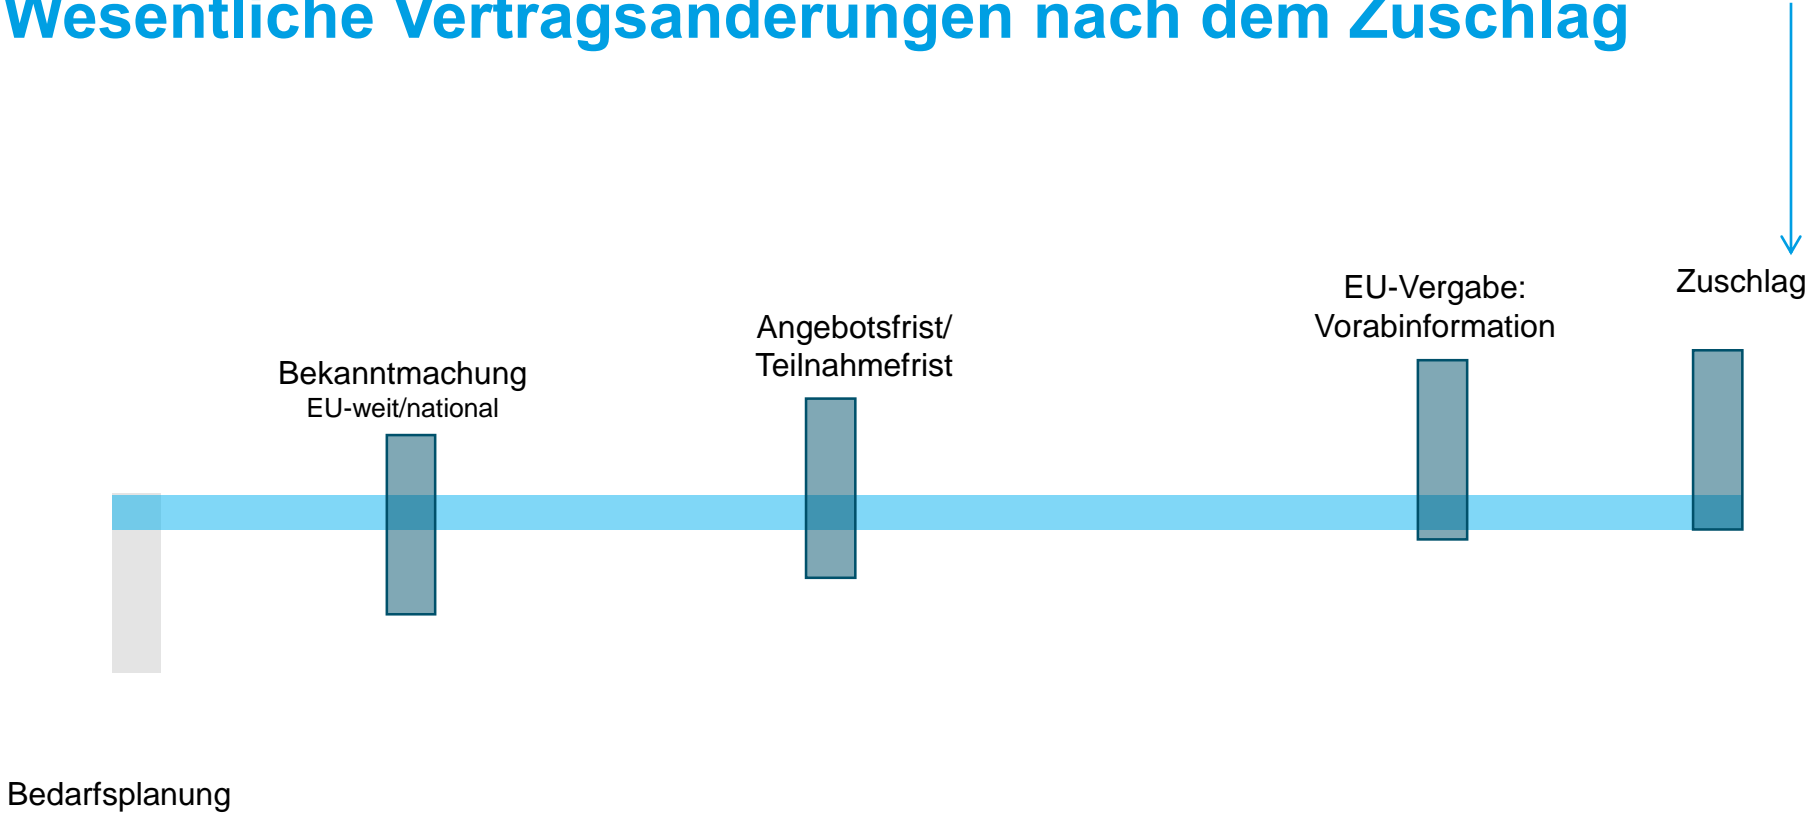 Wesentliche Vertragsänderungen nach dem Zuschlag
Zuschlag
EU-Vergabe:
Vorabinformation
Angebotsfrist/
Teilnahmefrist
Bekanntmachung
EU-weit/national
Bedarfsplanung